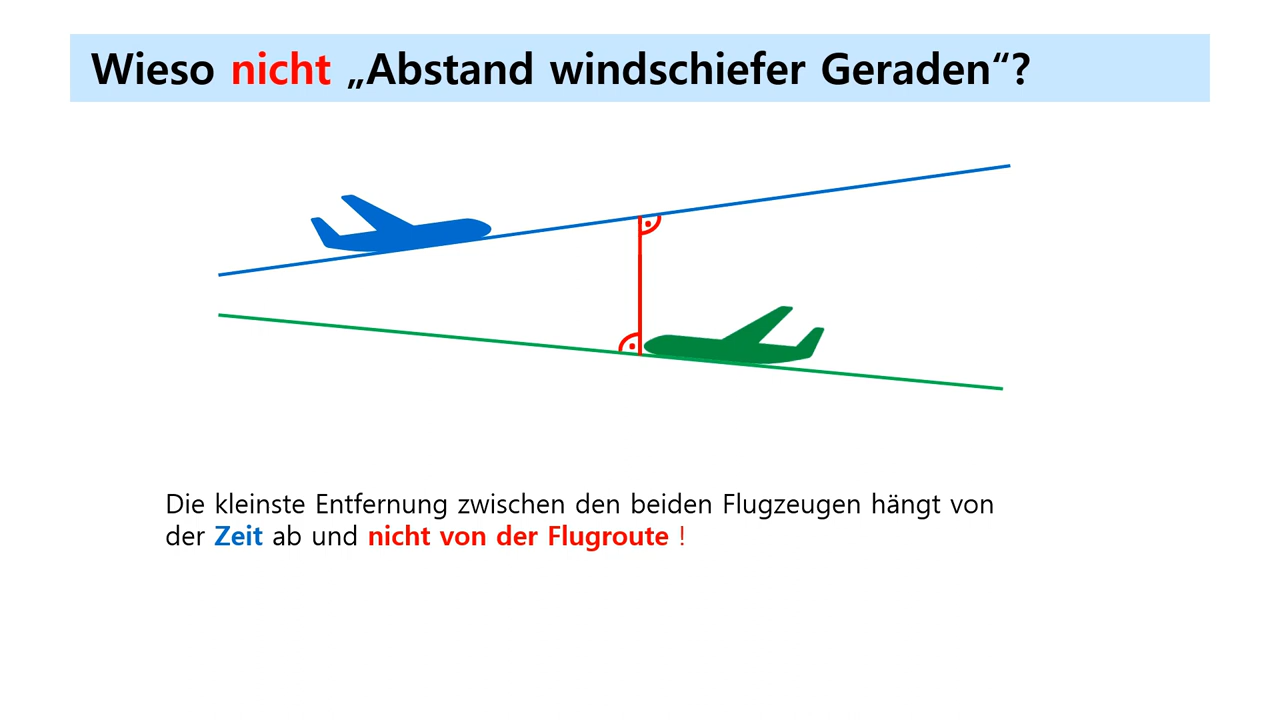 Wieso nicht „Abstand windschiefer Geraden“?
Die kleinste Entfernung zwischen den beiden Flugzeugen hängt von
der Zeit ab und nicht von der Flugroute !